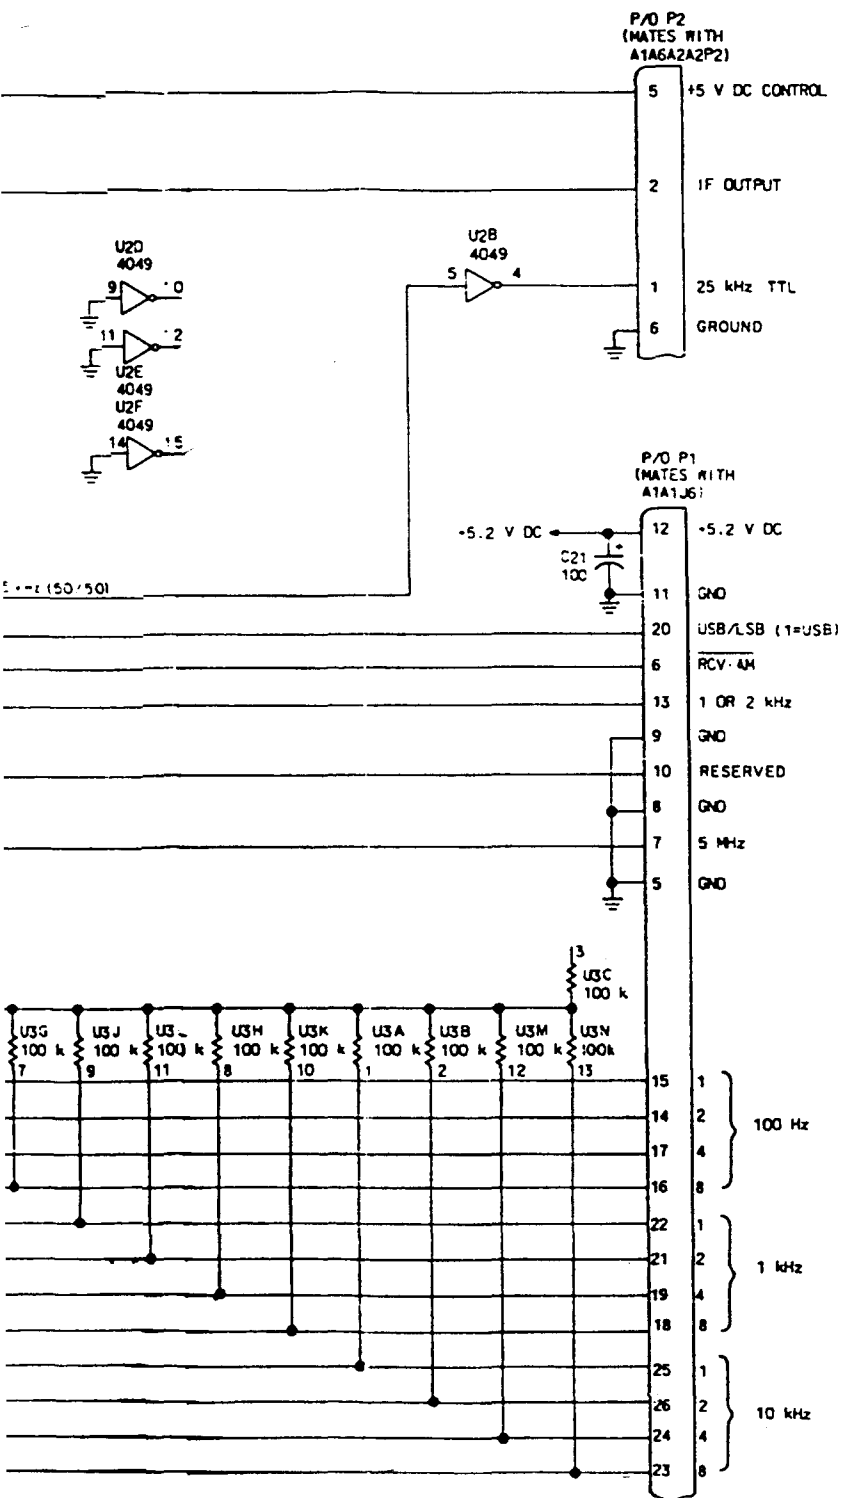 P/O P2
(MATES WITH
A1A6A2A2P2)
5 +5 V DC CONTROL
2 IF OUTPUT
U2D
4049
9 10
U2B
4049
5 4
1 25 kHz TTL
11 12
6 GROUND
U2E
4049
U2F
4049
14 15
P/O P1
(MATES WITH
A1A1J6)
+5.2 V DC
12 +5.2 V DC
C21
100
+
(50/50)
11 GND
20 USB/LSB (1=USB)
6 RCV-AM
13 1 OR 2 kHz
9 GND
10 RESERVED
8 GND
7 5 MHz
5 GND
3
U3C
100 k
U3G U3J U3H U3K U3A U3B U3M U3N
100 k 100 k 100 k 100 k 100 k 100 k 100 k 100 k 100k
7 9 11 8 10 1 2 12 13
15 1
14 2
100 Hz
17 4
16 8
22 1
21 2
1 kHz
19 4
18 8
25 1
26 2
10 kHz
24 4
23 8